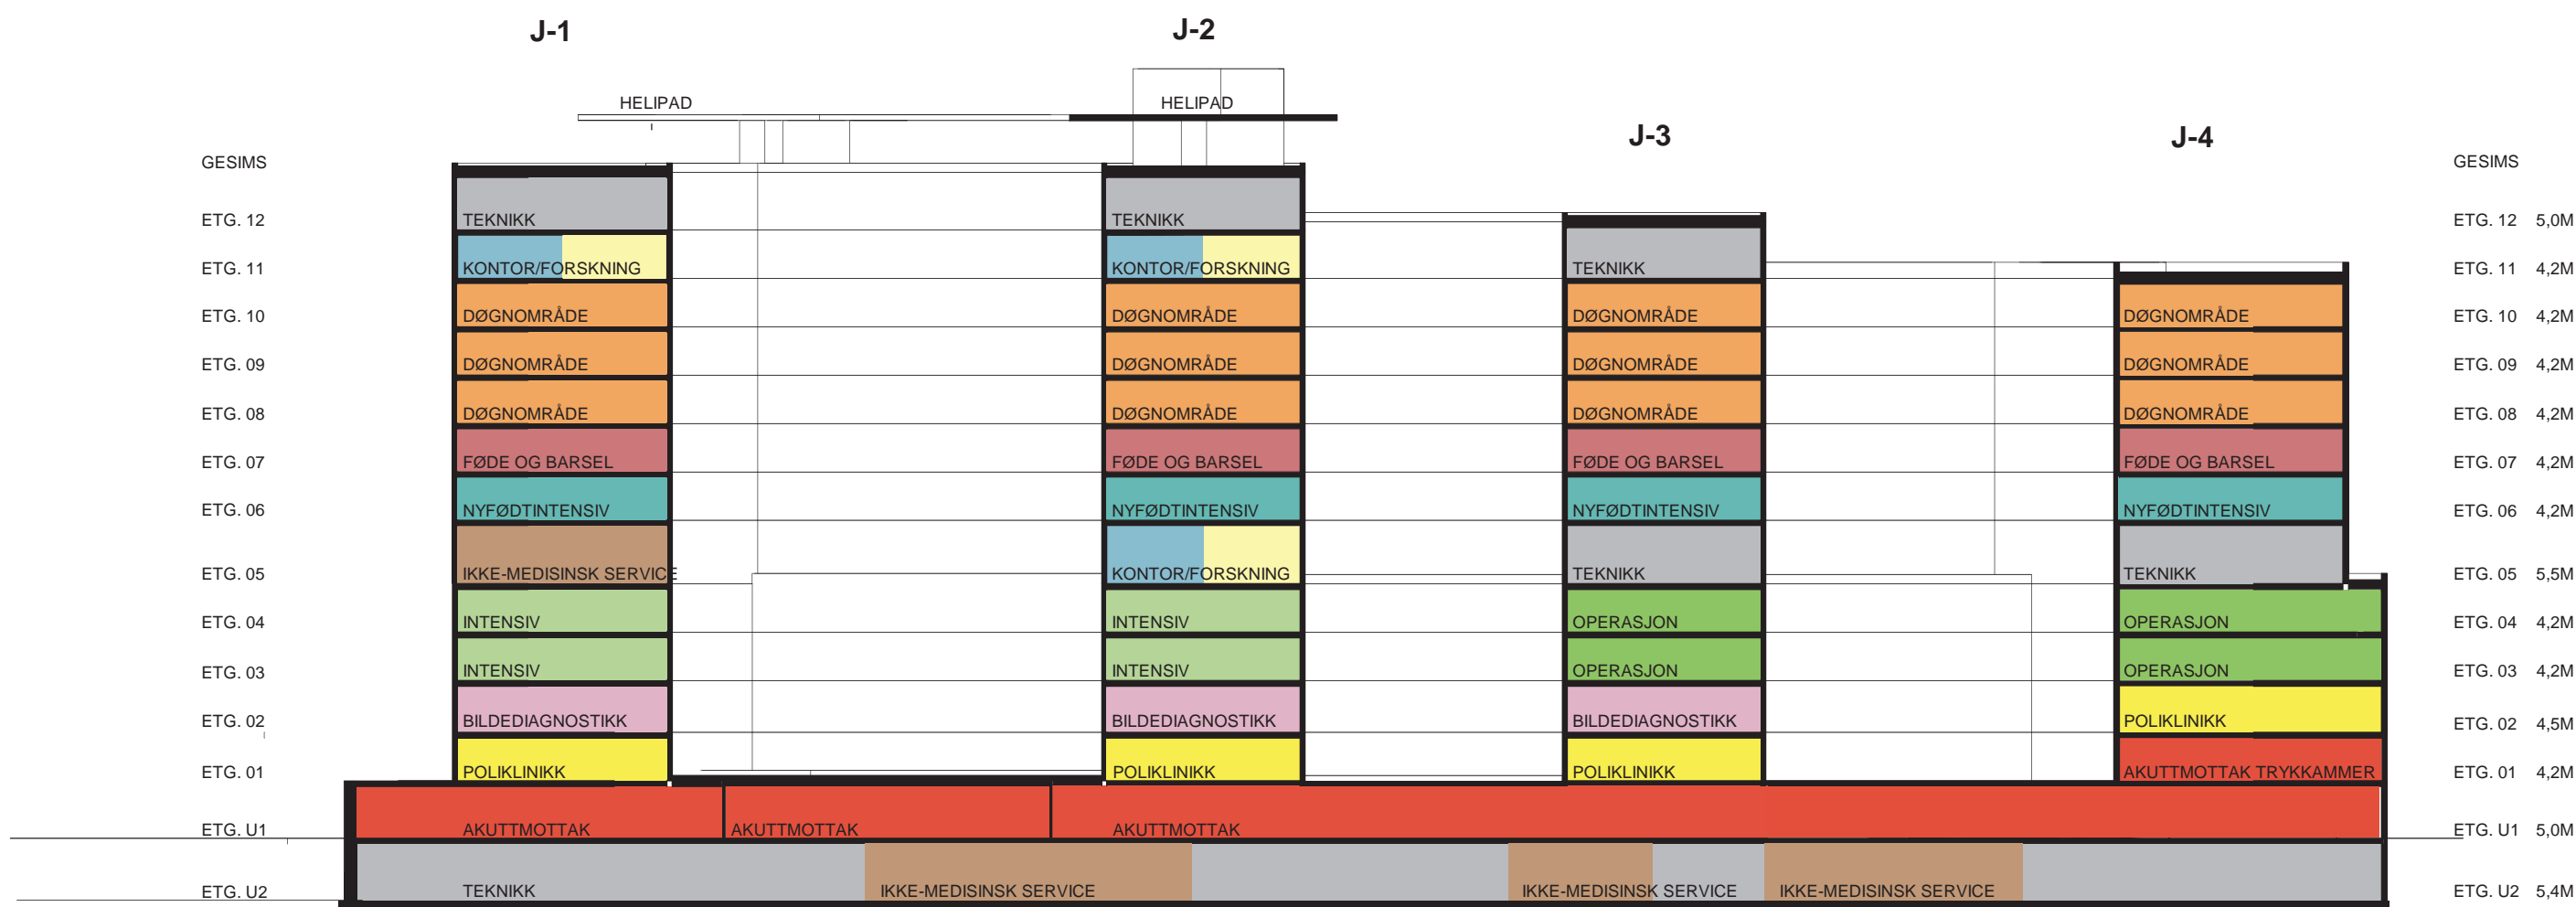 J-1 J-2
HELIPAD HELIPAD
J-3 J-4
GESIMS GESIMS
ETG. 12 TEKNIKK TEKNIKK ETG. 12 5,0M
ETG. 11 KONTOR/FORSKNING KONTOR/FORSKNING TEKNIKK ETG. 11 4,2M
ETG. 10 DØGNOMRÅDE DØGNOMRÅDE DØGNOMRÅDE DØGNOMRÅDE ETG. 10 4,2M
ETG. 09 DØGNOMRÅDE DØGNOMRÅDE DØGNOMRÅDE DØGNOMRÅDE ETG. 09 4,2M
ETG. 08 DØGNOMRÅDE DØGNOMRÅDE DØGNOMRÅDE DØGNOMRÅDE ETG. 08 4,2M
ETG. 07 FØDE OG BARSEL FØDE OG BARSEL FØDE OG BARSEL FØDE OG BARSEL ETG. 07 4,2M
ETG. 06 NYFØDTINTENSIV NYFØDTINTENSIV NYFØDTINTENSIV NYFØDTINTENSIV ETG. 06 4,2M
ETG. 05 IKKE-MEDISINSK SERVICE KONTOR/FORSKNING TEKNIKK TEKNIKK ETG. 05 5,5M
ETG. 04 INTENSIV INTENSIV OPERASJON OPERASJON ETG. 04 4,2M
ETG. 03 INTENSIV INTENSIV OPERASJON OPERASJON ETG. 03 4,2M
ETG. 02 BILDEDIAGNOSTIKK BILDEDIAGNOSTIKK BILDEDIAGNOSTIKK POLIKLINIKK ETG. 02 4,5M
ETG. 01 POLIKLINIKK POLIKLINIKK POLIKLINIKK AKUTTMOTTAK TRYKKAMMER ETG. 01 4,2M
ETG. U1 AKUTTMOTTAK AKUTTMOTTAK AKUTTMOTTAK ETG. U1 5,0M
ETG. U2 TEKNIKK IKKE-MEDISINSK SERVICE IKKE-MEDISINSK SERVICE IKKE-MEDISINSK SERVICE ETG. U2 5,4M